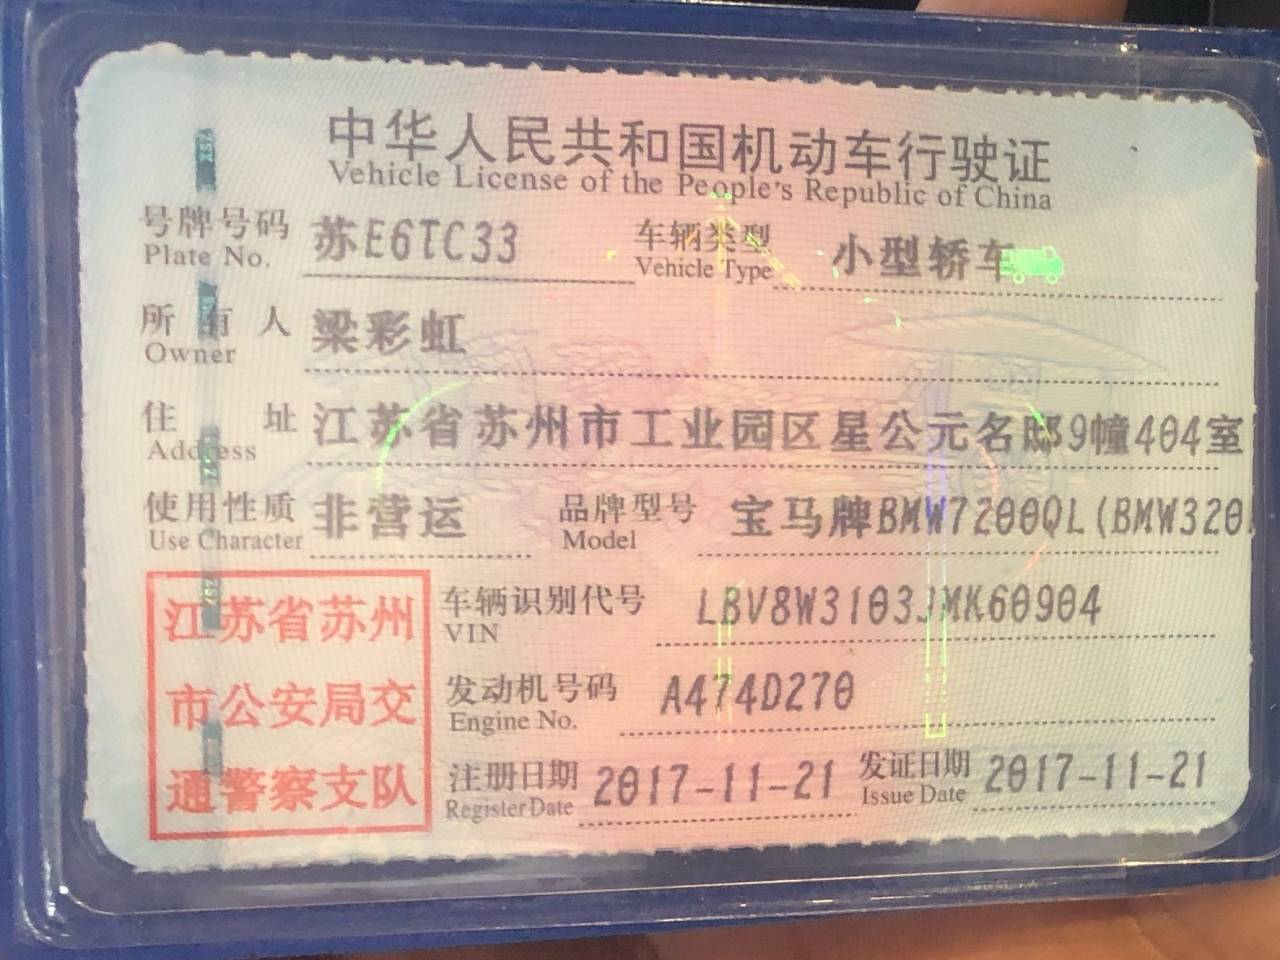 中华人民共和国机动车行驶证
Vehicle License of the People's Republic of China
号牌号码 苏E6TC33 车辆类型 小型轿车
Plate No. Vehicle Type
所有人 梁彩虹
Owner
住址 江苏省苏州市工业园区星公元名邸9幢404室
Address
使用性质 非营运 品牌型号 宝马牌BMW7200QL(BMW320
Use Character Model
江苏省苏州
市公安局交
通警察支队
车辆识别代号 LBV8W3103JMK60904
VIN
发动机号码 A474D270
Engine No.
注册日期 2017-11-21 发证日期 2017-11-21
Register Date Issue Date